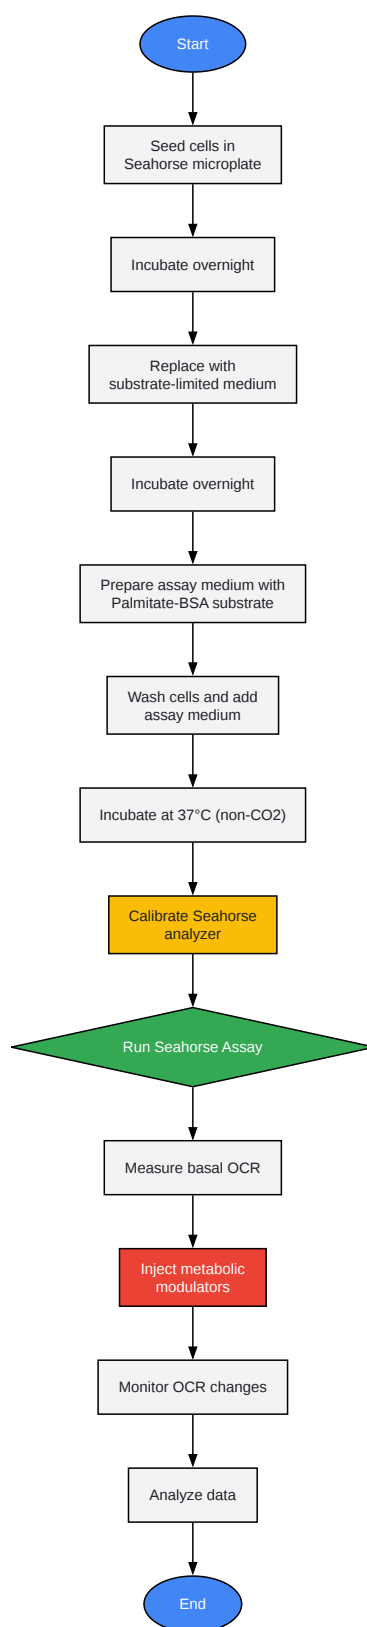 Start
Seed cells in
Seahorse microplate
Incubate overnight
Replace with
substrate-limited medium
Incubate overnight
Prepare assay medium with
Palmitate-BSA substrate
Wash cells and add
assay medium
Incubate at 37°C (non-CO2)
Calibrate Seahorse
analyzer
Run Seahorse Assay
Measure basal OCR
Inject metabolic
modulators
Monitor OCR changes
Analyze data
End